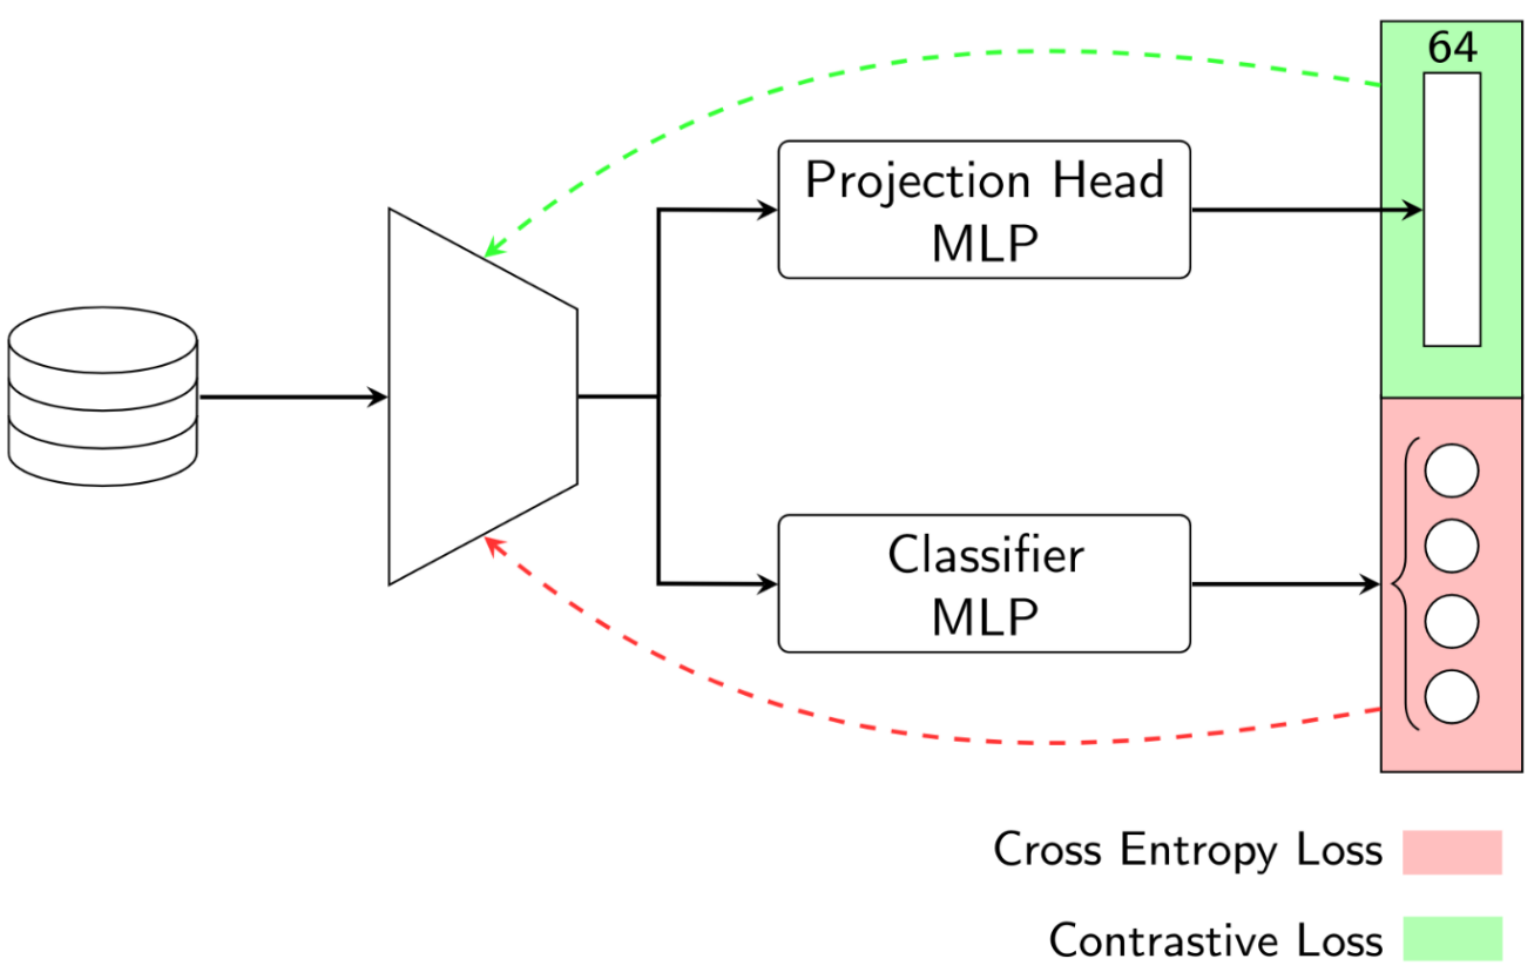 64
Projection Head
MLP
Classifier
MLP
Cross Entropy Loss
Contrastive Loss